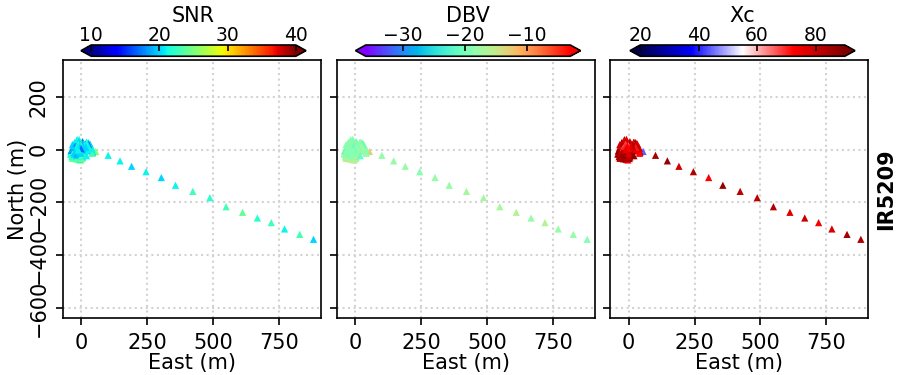 SNR DBV Xc
10 20 30 40 −30 −20 −10 20 40 60 80
200
0
−200
−400
−600
North (m)
0 250 500 750 0 250 500 750 0 250 500 750
East (m) East (m) East (m)
IR5209